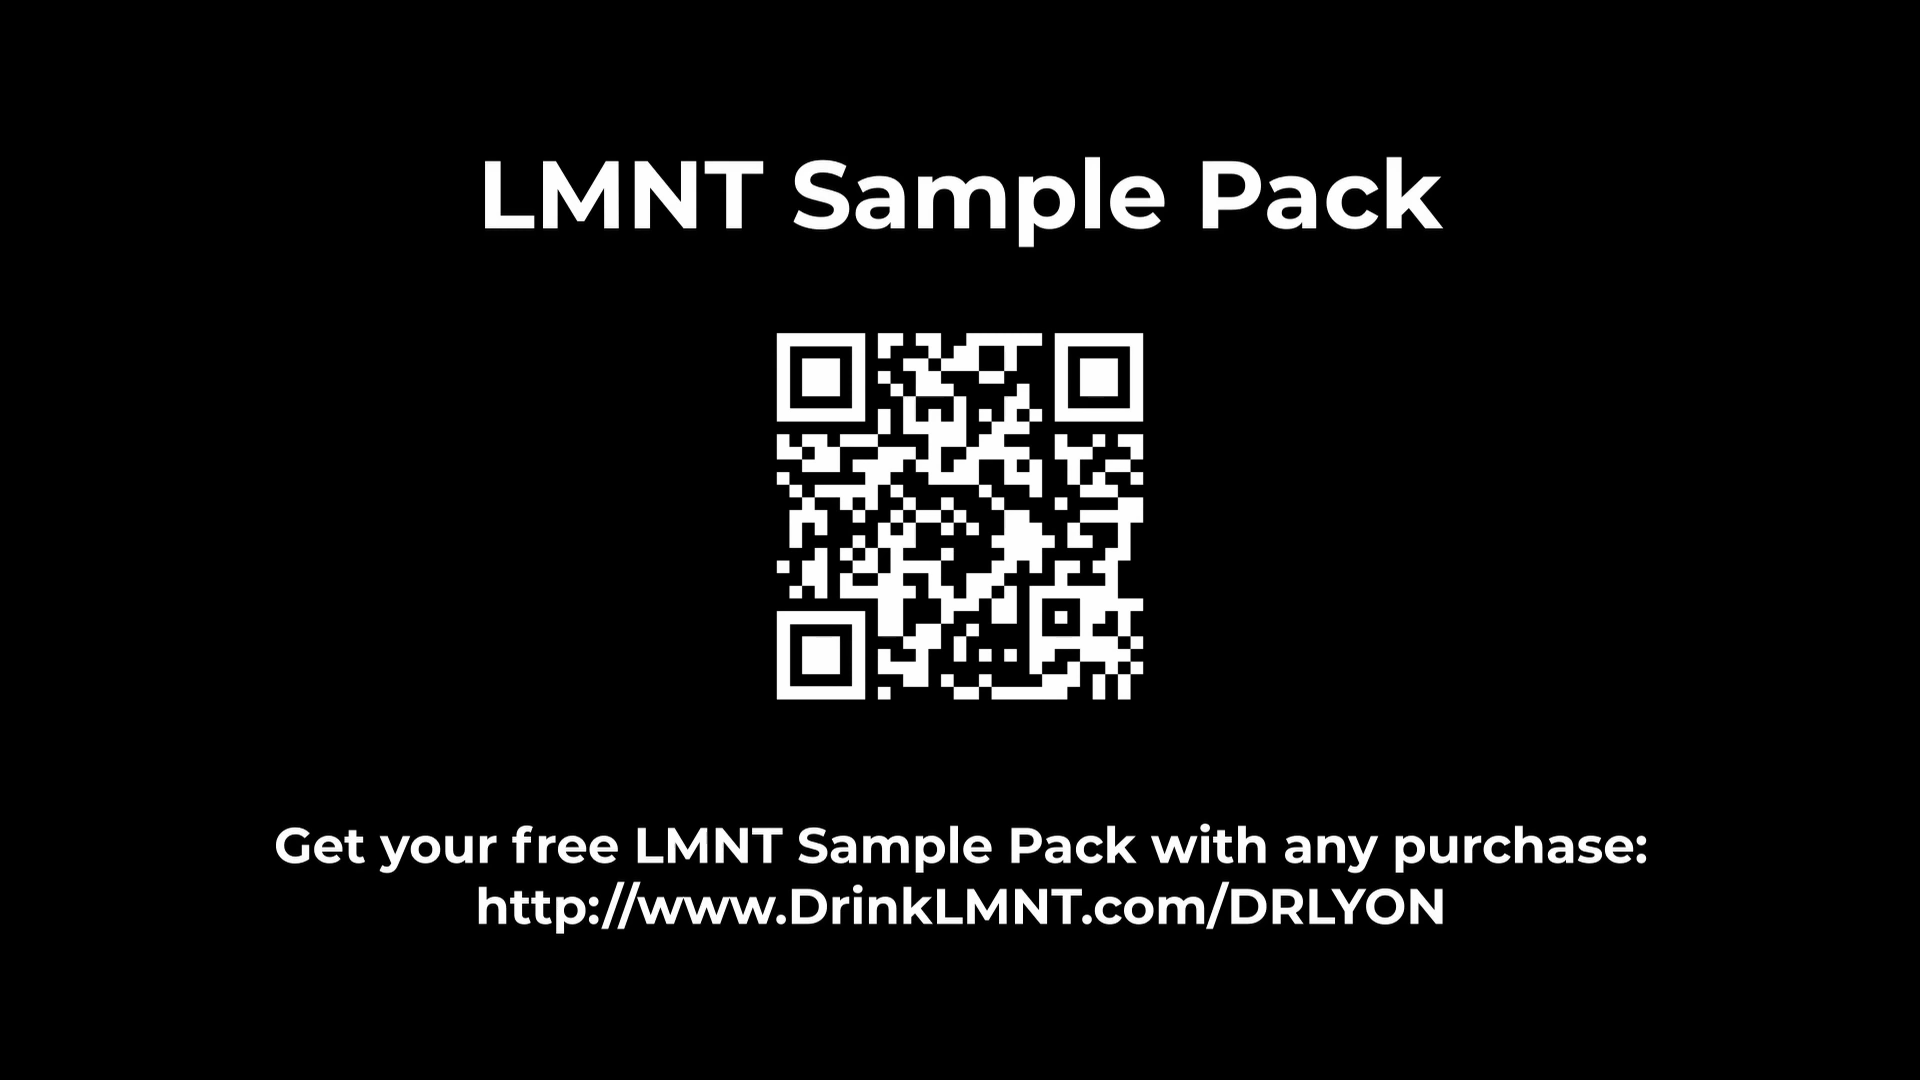 LMNT Sample Pack
Get your free LMNT Sample Pack with any purchase:
http://www.DrinkLMNT.com/DRLYON